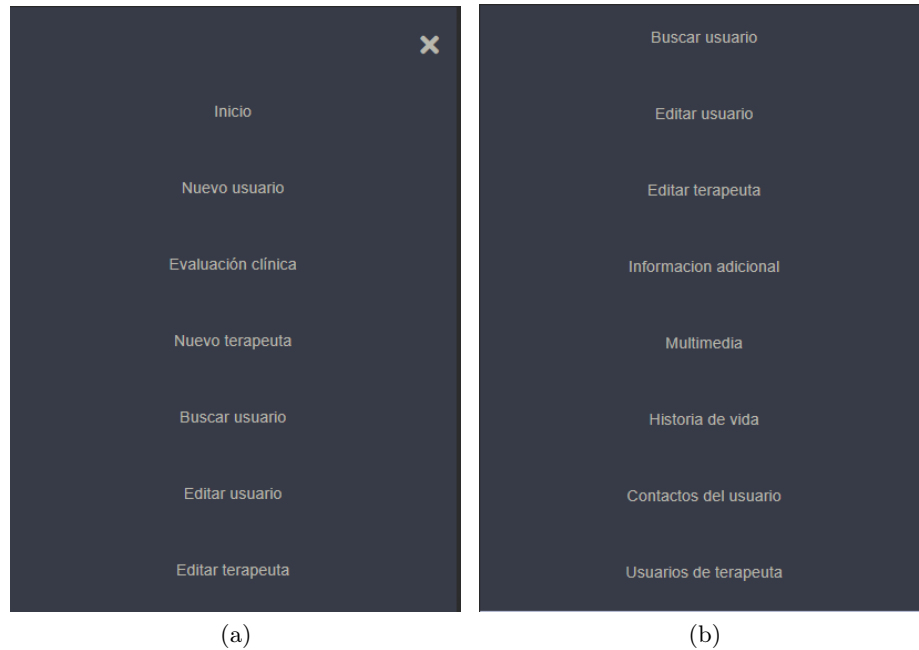 Inicio
Nuevo usuario
Evaluación clínica
Nuevo terapeuta
Buscar usuario
Editar usuario
Editar terapeuta
(a)
Buscar usuario
Editar usuario
Editar terapeuta
Informacion adicional
Multimedia
Historia de vida
Contactos del usuario
Usuarios de terapeuta
(b)